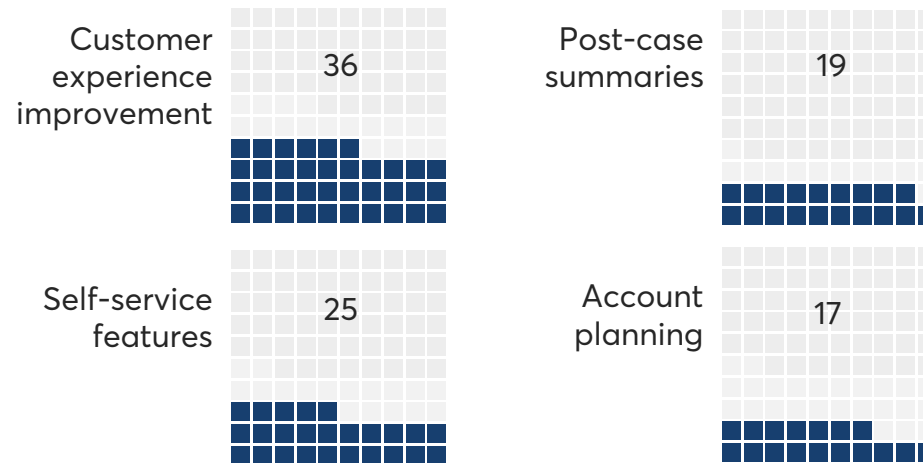 Customer
experience
improvement
36
Post-case
summaries
19
Self-service
features
25
Account
planning
17